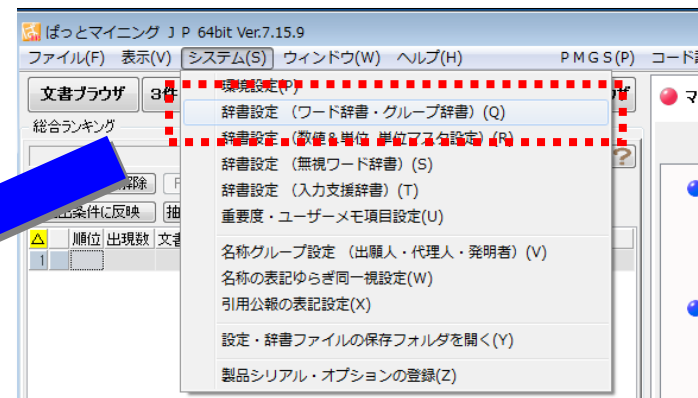 ぱっとマイニング JP 64bit Ver.7.15.9
ファイル(F) 表示(V) システム(S) ウィンドウ(W) ヘルプ(H) PMGS(P) コード
文書ブラウザ 3件
環境設定(P)
辞書設定 (ワード辞書・グループ辞書) (Q)
総合ランキング
辞書設定 (数値&単位 単位マスタ設定) (R)
辞書設定 (無視ワード辞書) (S)
解除
辞書設定 (入力支援辞書) (T)
条件に反映 抽
重要度・ユーザーメモ項目設定(U)
順位 出現数 文書
1
名称グループ設定 (出願人・代理人・発明者) (V)
名称の表記ゆらぎ同一視設定(W)
引用公報の表記設定(X)
設定・辞書ファイルの保存フォルダを開く(Y)
製品シリアル・オプションの登録(Z)